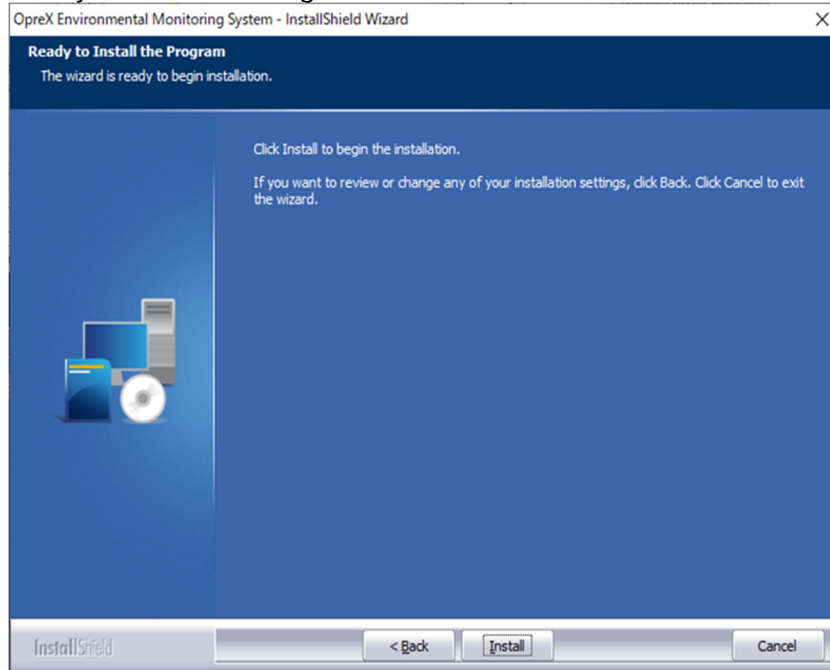 OpreX Environmental Monitoring System - InstallShield Wizard
Ready to Install the Program
The wizard is ready to begin installation.
Click Install to begin the installation.
If you want to review or change any of your installation settings, click Back. Click Cancel to exit
the wizard.
InstallShield
< Back
Install
Cancel